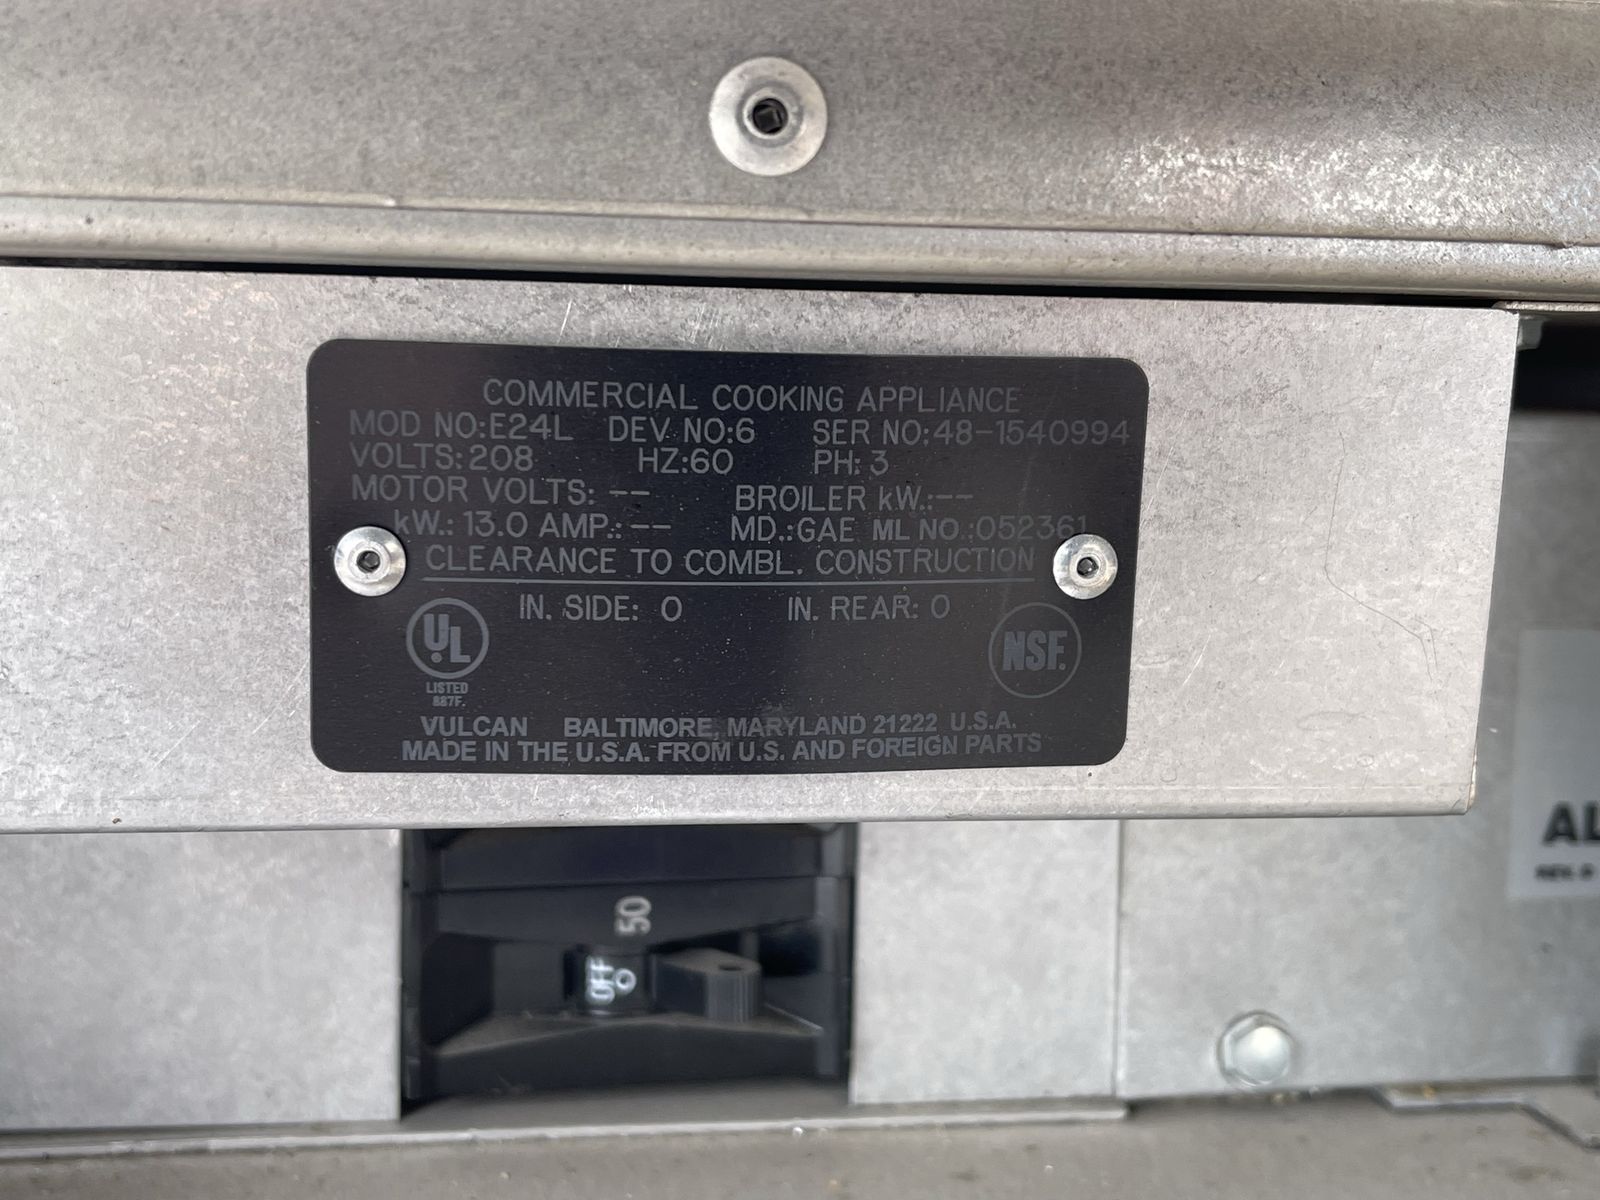 COMMERCIAL COOKING APPLIANCE
MOD NO:E24L DEV NO:6 SER NO:48-1540994
VOLTS:208 HZ:60 PH: 3
MOTOR VOLTS: -- BROILER kW.:--
kW.: 13.0 AMP.: -- MD.:GAE ML NO.:052361
CLEARANCE TO COMBL. CONSTRUCTION
IN. SIDE: 0 IN. REAR: 0
UL
LISTED
887F.
NSF.
VULCAN BALTIMORE, MARYLAND 21222 U.S.A.
MADE IN THE U.S.A. FROM U.S. AND FOREIGN PARTS
50
OFF
O
AL
REV. D